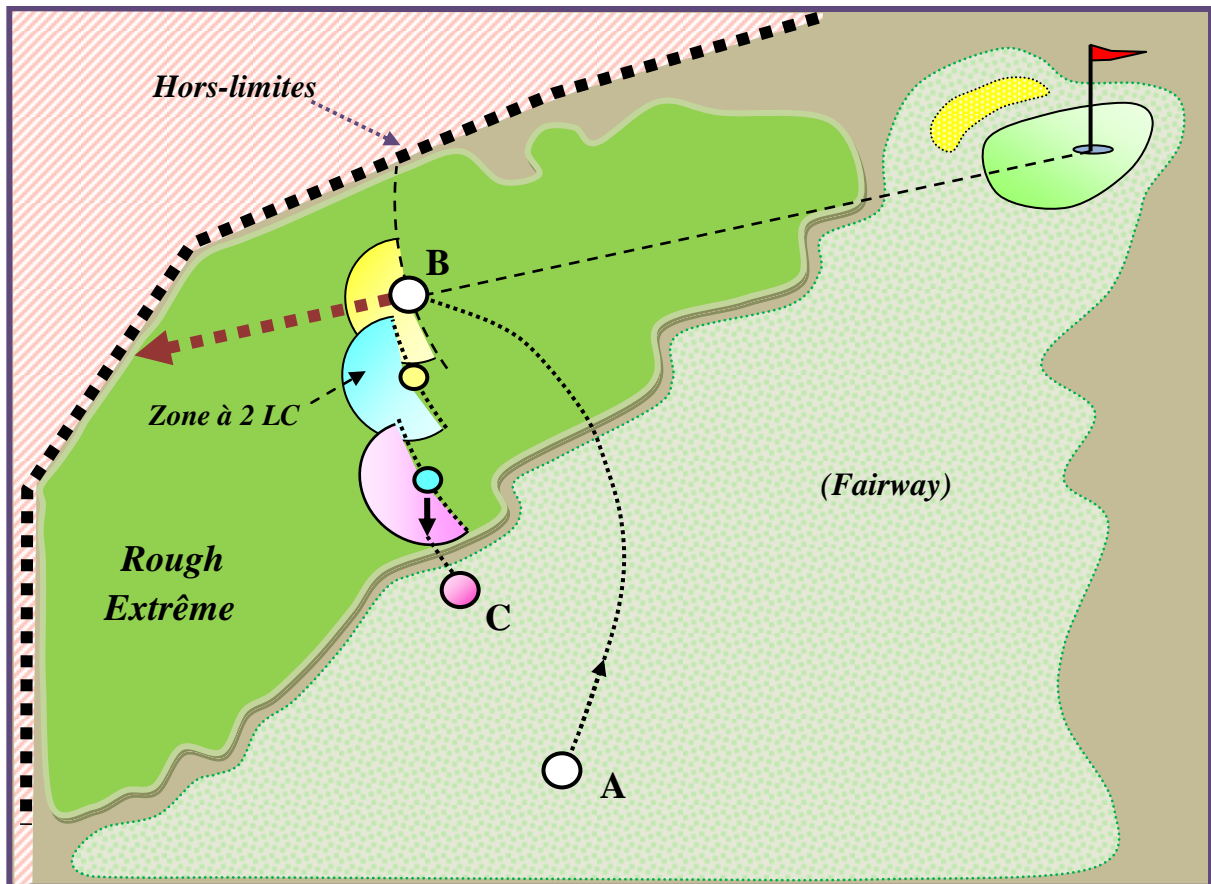 Hors-limites
B
Zone à 2 LC
(Fairway)
Rough
Extrême
C
A